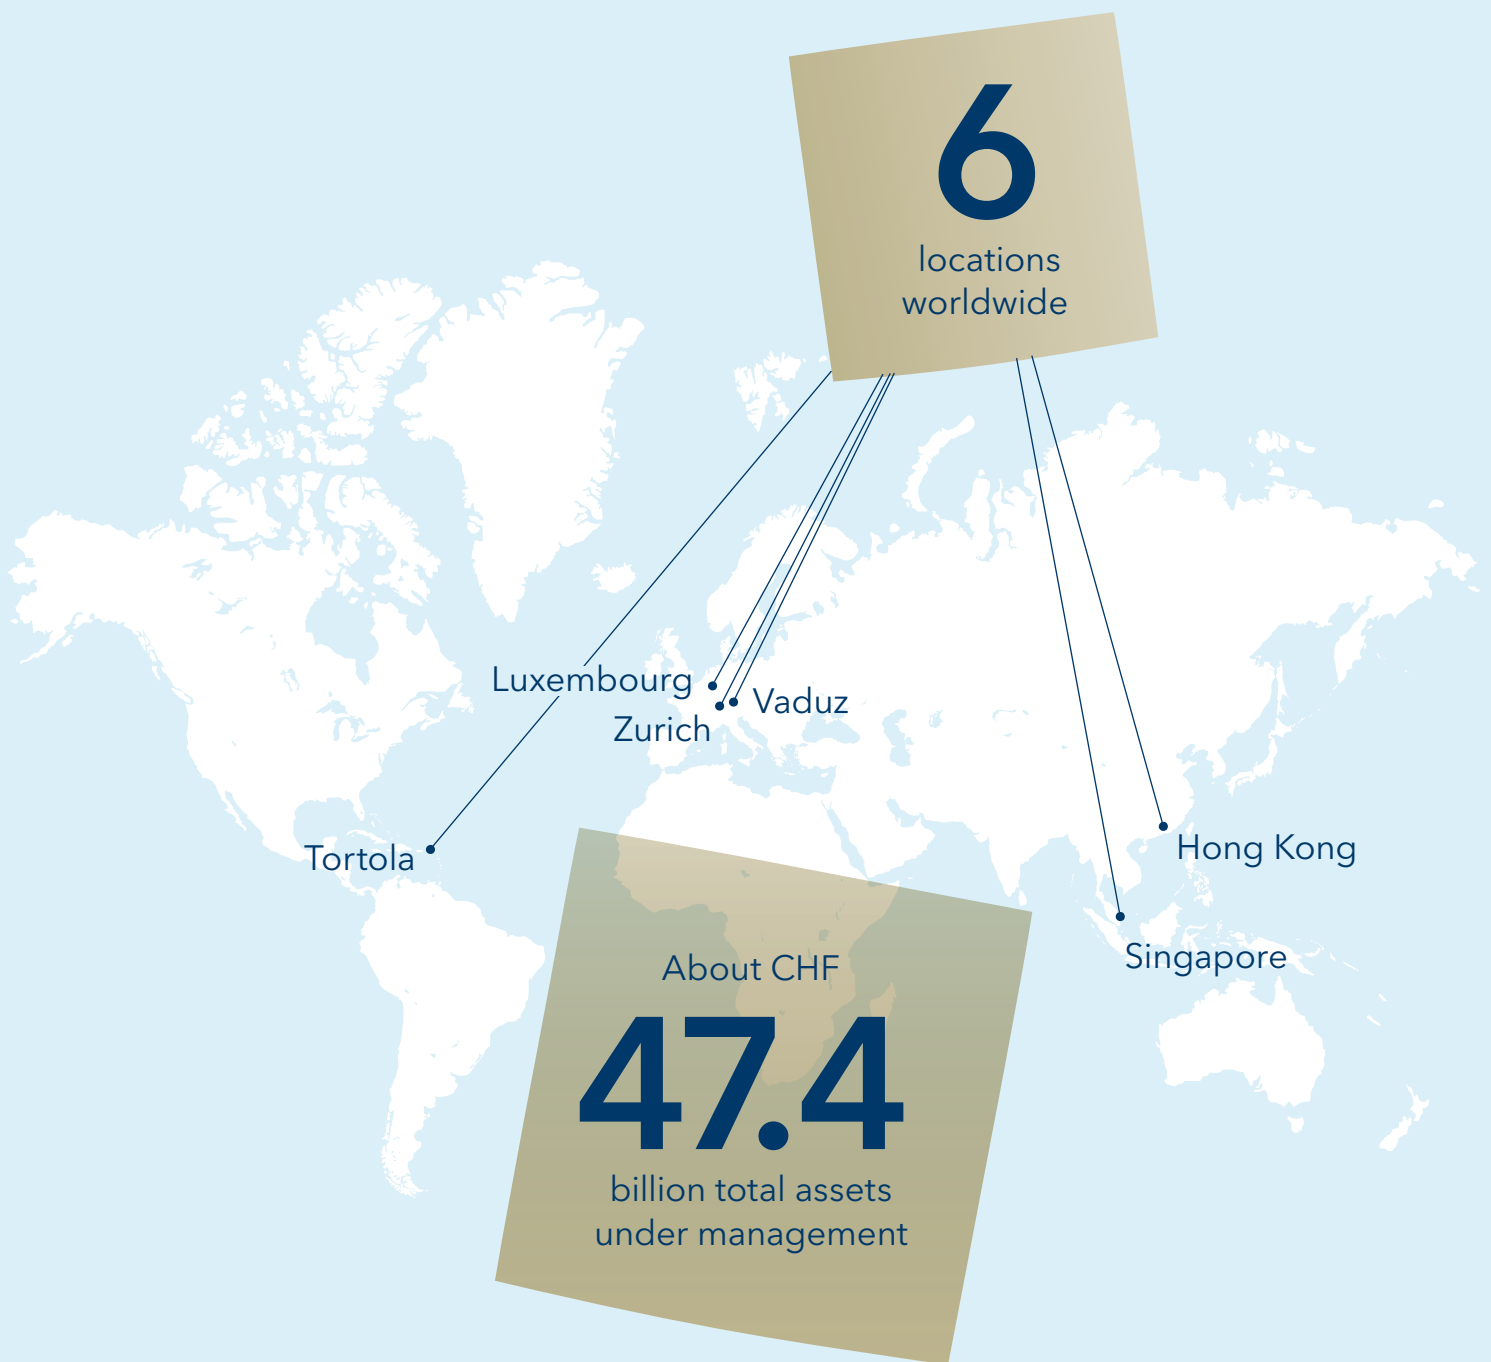 6
locations
worldwide
Luxembourg
Vaduz
Zurich
Tortola
Hong Kong
Singapore
About CHF
47.4
billion total assets
under management